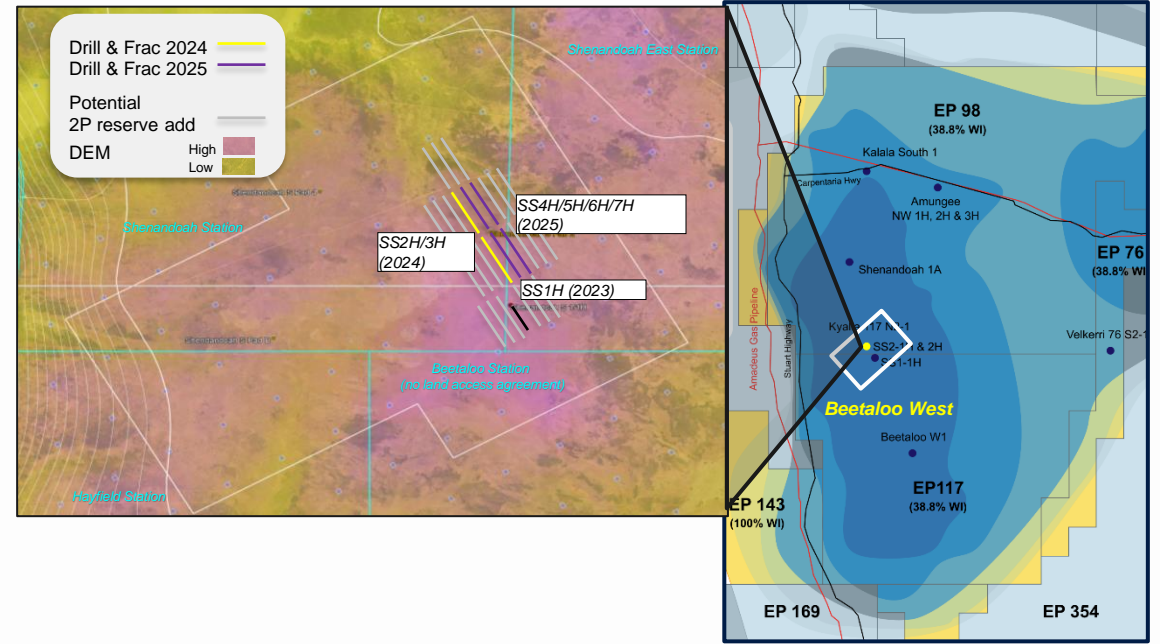 Drill & Frac 2024
Drill & Frac 2025
Potential
2P reserve add
DEM
High
Low
Shenandoah East Station
Shenandoah Station
SS4H/5H/6H/7H
(2025)
SS2H/3H
(2024)
SS1H (2023)
Beetaloo Station
(no land access agreement)
Hayfield Station
EP 98
(38.8% WI)
Kalala South 1
Carpentaria Hwy
Amungee
NW 1H, 2H & 3H
EP 76
(38.8% WI
Shenandoah 1A
Amadeus Gas Pipeline
Stuart Highway
Velkerri 76 S2-1
SS2-1H & 2H
SS1-1H
Beetaloo West
Beetaloo W1
EP117
(38.8% WI)
EP 143
(100% WI)
EP 169
EP 354